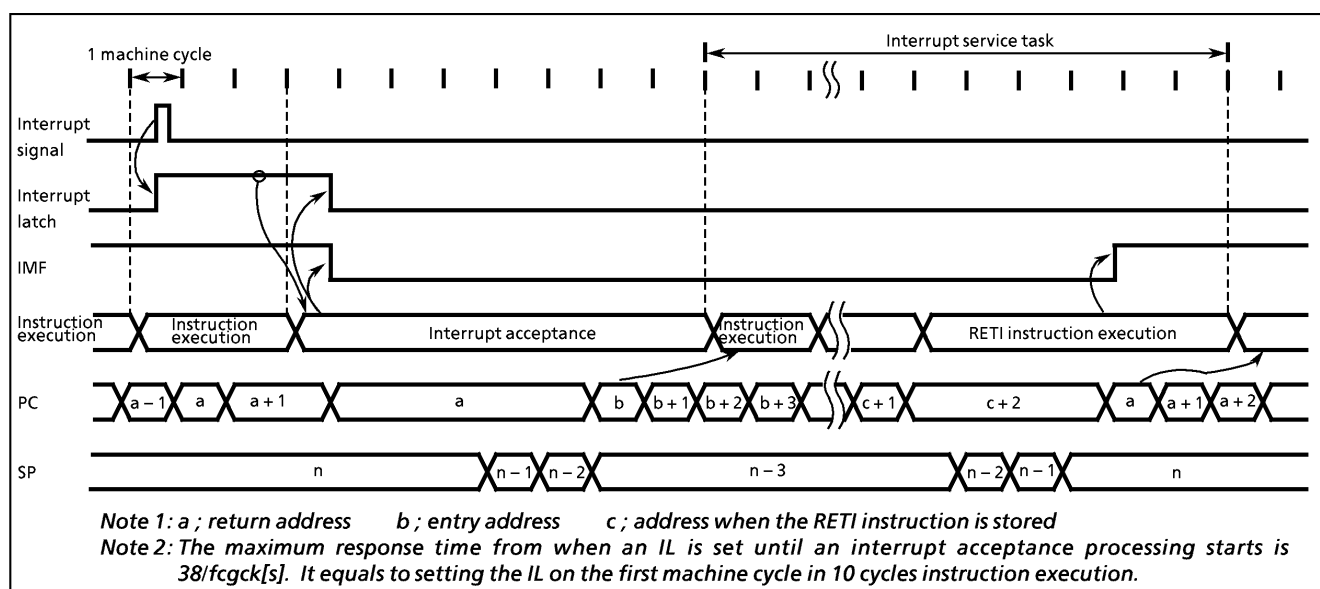 Interrupt service task
1 machine cycle
Interrupt
signal
Interrupt
latch
IMF
Instruction
execution
Instruction
execution
Interrupt acceptance
Instruction
execution
RETI instruction execution
PC
a – 1
a
a + 1
a
b
b + 1
b + 2
b + 3
c + 1
c + 2
a
a + 1
a + 2
SP
n
n – 1
n – 2
n – 3
n – 2
n – 1
n
Note 1: a ; return address b ; entry address c ; address when the RETI instruction is stored
Note 2: The maximum response time from when an IL is set until an interrupt acceptance processing starts is
38/fcgck[s]. It equals to setting the IL on the first machine cycle in 10 cycles instruction execution.